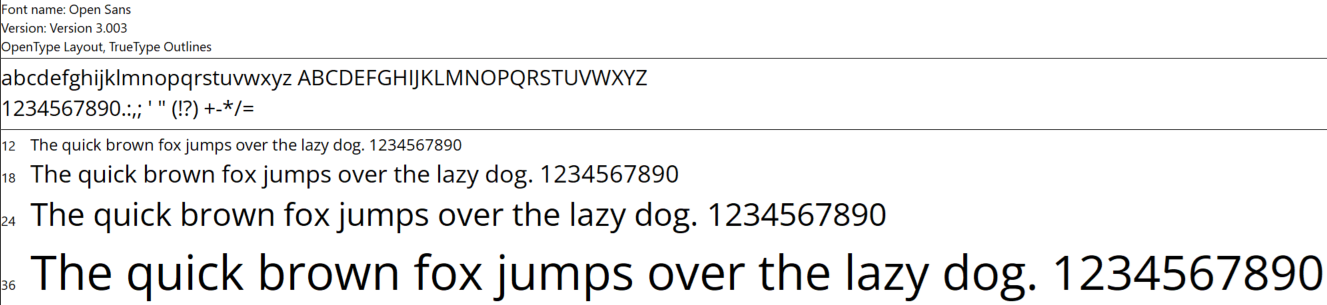 Font name: Open Sans
Version: Version 3.003
OpenType Layout, TrueType Outlines
abcdefghijklmnopqrstuvwxyz ABCDEFGHIJKLMNOPQRSTUVWXYZ
1234567890.:,; ' " (!?) +-*/=
12 The quick brown fox jumps over the lazy dog. 1234567890
18 The quick brown fox jumps over the lazy dog. 1234567890
24 The quick brown fox jumps over the lazy dog. 1234567890
36 The quick brown fox jumps over the lazy dog. 1234567890